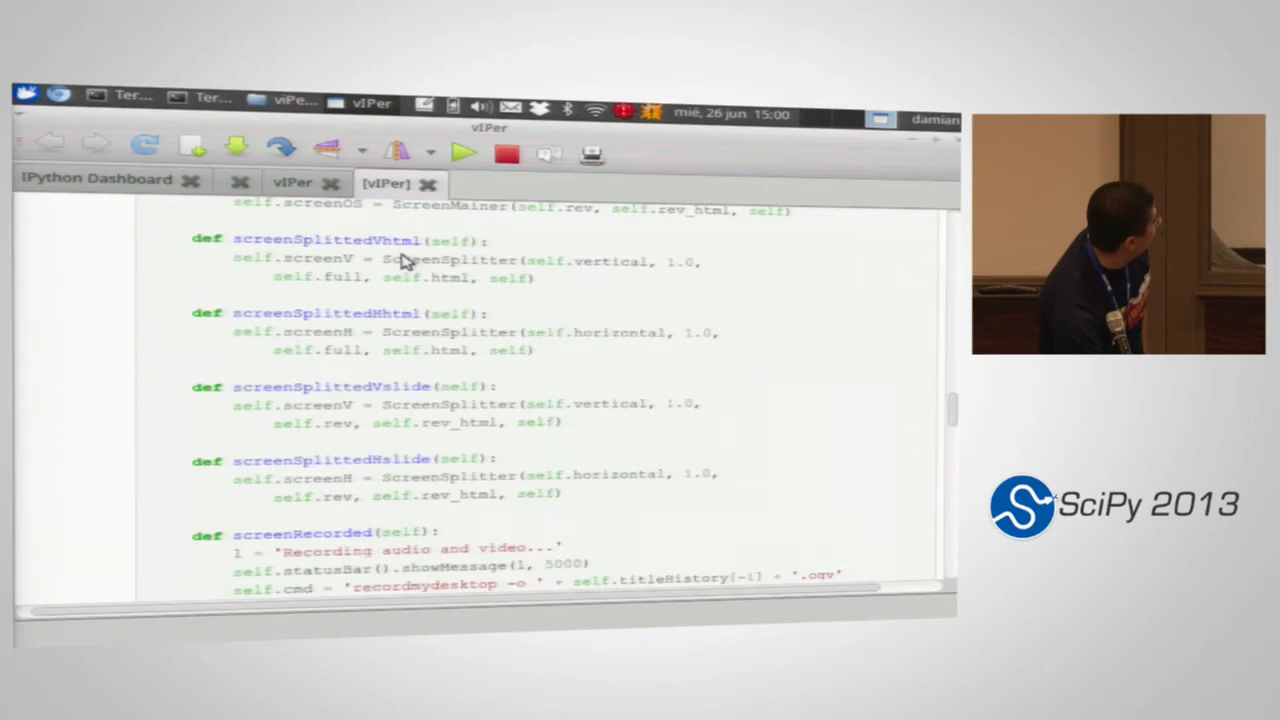 Ter...
Ter...
viPe...
vIPer
mié, 26 jun 15:00
damian
vIPer
IPython Dashboard
vIPer
[vIPer]
self.screenOS = ScreenMainer(self.rev, self.rev_html, self)
def screenSplittedVhtml(self):
self.screenV = ScreenSplitter(self.vertical, 1.0,
self.full, self.html, self)
def screenSplittedHhtml(self):
self.screenH = ScreenSplitter(self.horizontal, 1.0,
self.full, self.html, self)
def screenSplittedVslide(self):
self.screenV = ScreenSplitter(self.vertical, 1.0,
self.rev, self.rev_html, self)
def screenSplittedHslide(self):
self.screenH = ScreenSplitter(self.horizontal, 1.0,
self.rev, self.rev_html, self)
def screenRecorded(self):
l = 'Recording audio and video...'
self.statusBar().showMessage(l, 5000)
self.cmd = 'recordmydesktop -o ' + self.titleHistory[-1] + '.ogv'
SciPy 2013